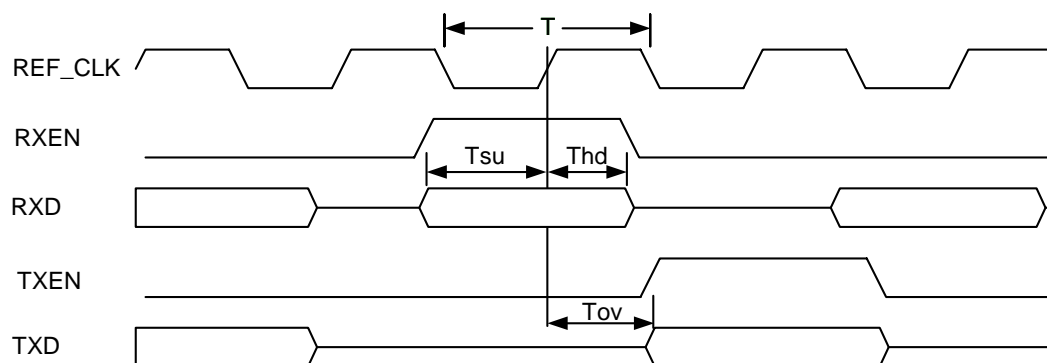 T
REF_CLK
RXEN
Tsu
Thd
RXD
TXEN
Tov
TXD